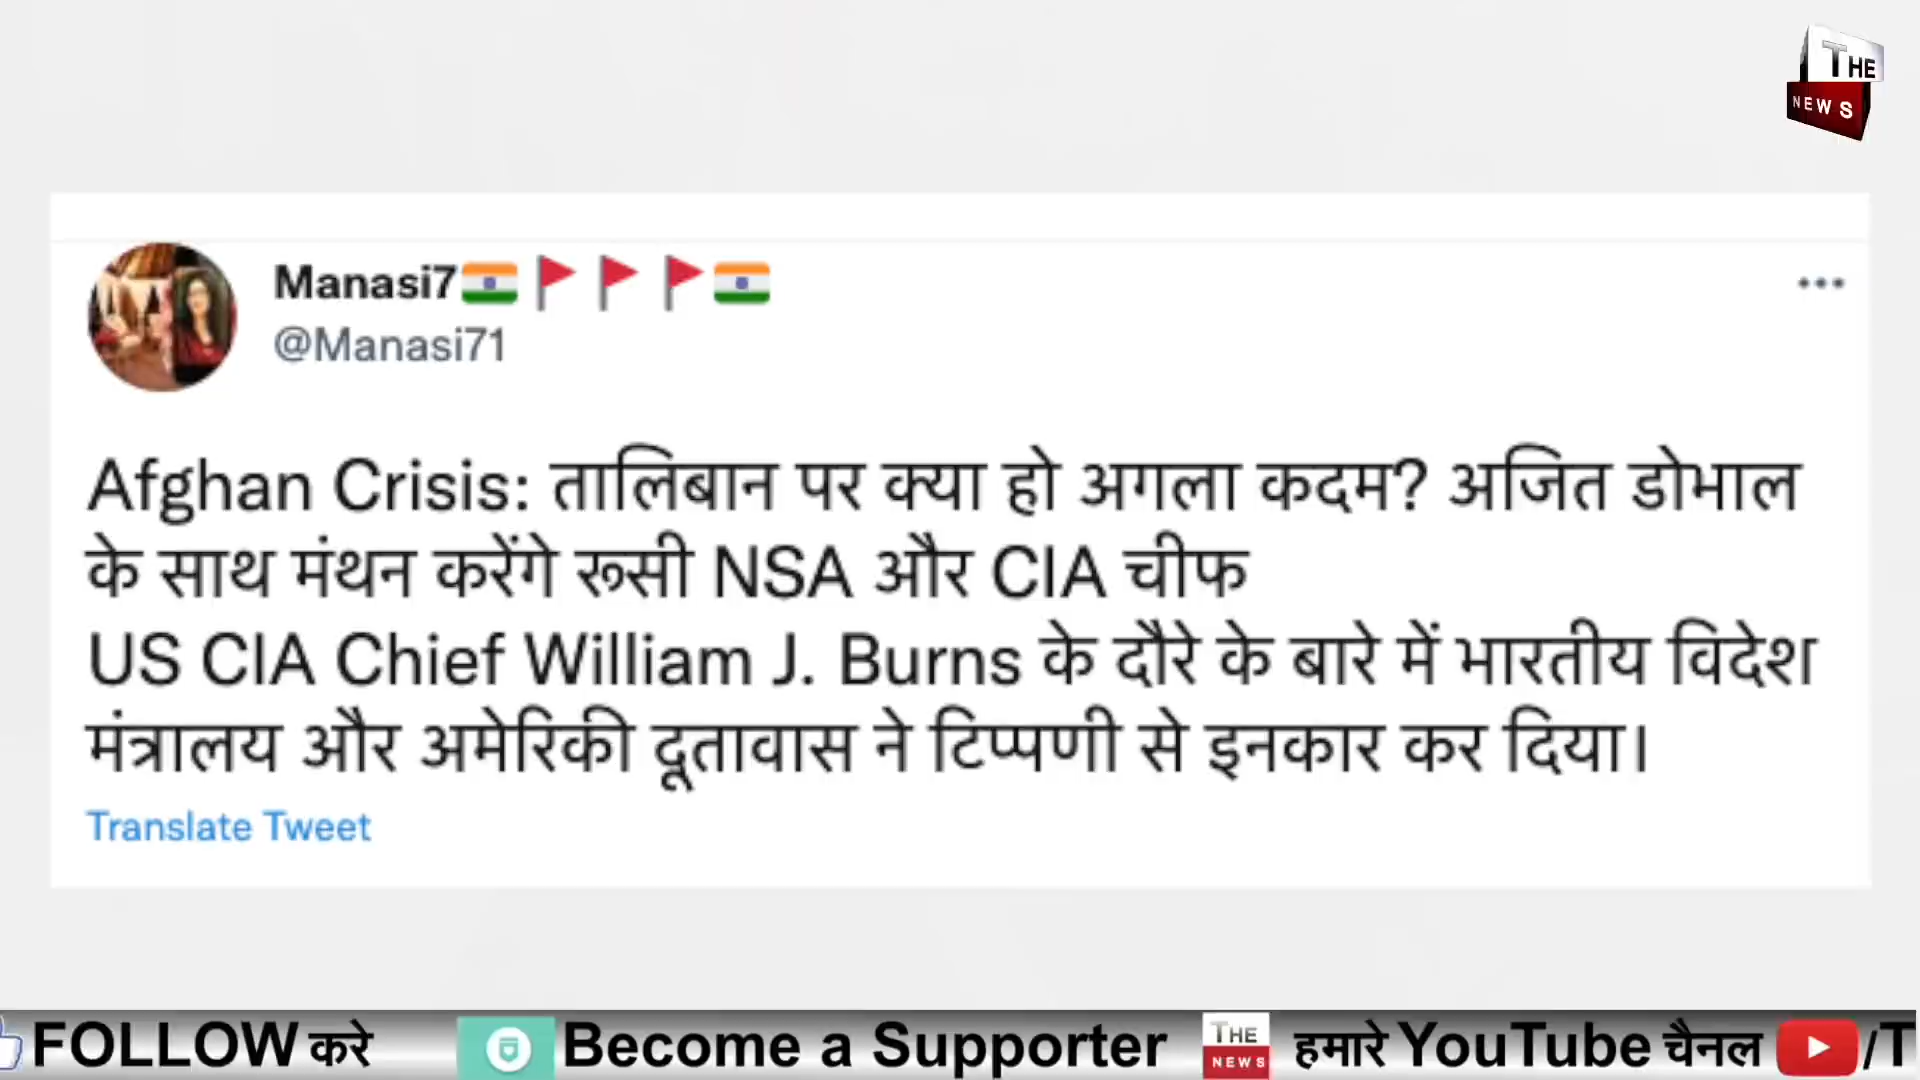 THE
NEWS
Manasi7
@Manasi71
Afghan Crisis: तालिबान पर क्या हो अगला कदम? अजित डोभाल
के साथ मंथन करेंगे रूसी NSA और CIA चीफ
US CIA Chief William J. Burns के दौरे के बारे में भारतीय विदेश
मंत्रालय और अमेरिकी दूतावास ने टिप्पणी से इनकार कर दिया।
Translate Tweet
FOLLOW करे Become a Supporter THE NEWS हमारे YouTube चैनल /T